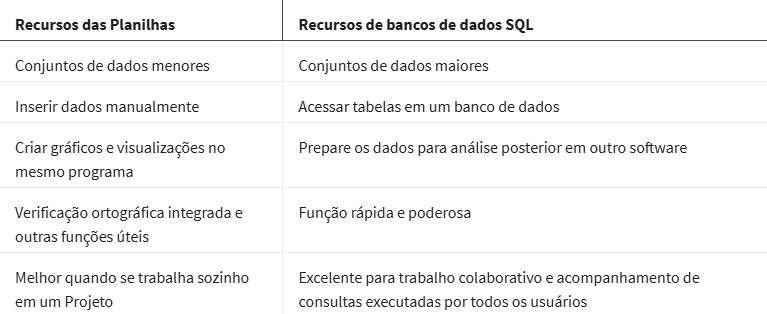 Recursos das Planilhas
Recursos de bancos de dados SQL
Conjuntos de dados menores
Conjuntos de dados maiores
Inserir dados manualmente
Acessar tabelas em um banco de dados
Criar gráficos e visualizações no
mesmo programa
Prepare os dados para análise posterior em outro software
Verificação ortográfica integrada e
outras funções úteis
Função rápida e poderosa
Melhor quando se trabalha sozinho
em um Projeto
Excelente para trabalho colaborativo e acompanhamento de
consultas executadas por todos os usuários